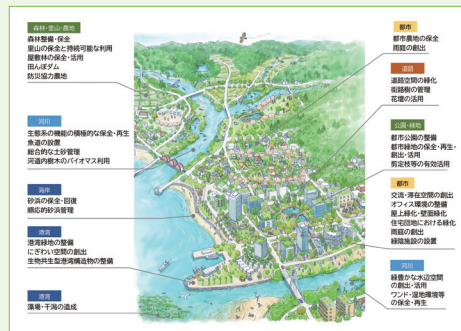 森林・里山・農地
森林整備・保全
里山の保全と持続可能な利用
屋敷林の保全・活用
田んぼダム
防災協力農地
河川
生態系の機能の積極的な保全・再生
魚道の設置
総合的な土砂管理
河道内樹木のバイオマス利用
海岸
砂浜の保全・回復
順応的砂浜管理
港湾
港湾緑地の整備
にぎわい空間の創出
生物共生型港湾構造物の整備
港湾
藻場・干潟の造成
都市
都市農地の保全
雨庭の創出
道路
道路空間の緑化
街路樹の管理
花壇の活用
公園・緑地
都市公園の整備
都市緑地の保全・再生・
創出・活用
剪定枝等の有効活用
都市
交流・滞在空間の創出
オフィス環境の整備
屋上緑化・壁面緑化
住宅団地における緑化
雨庭の創出
緑陰施設の設置
河川
緑豊かな水辺空間
の創出・活用
ワンド・湿地環境等
の保全・再生